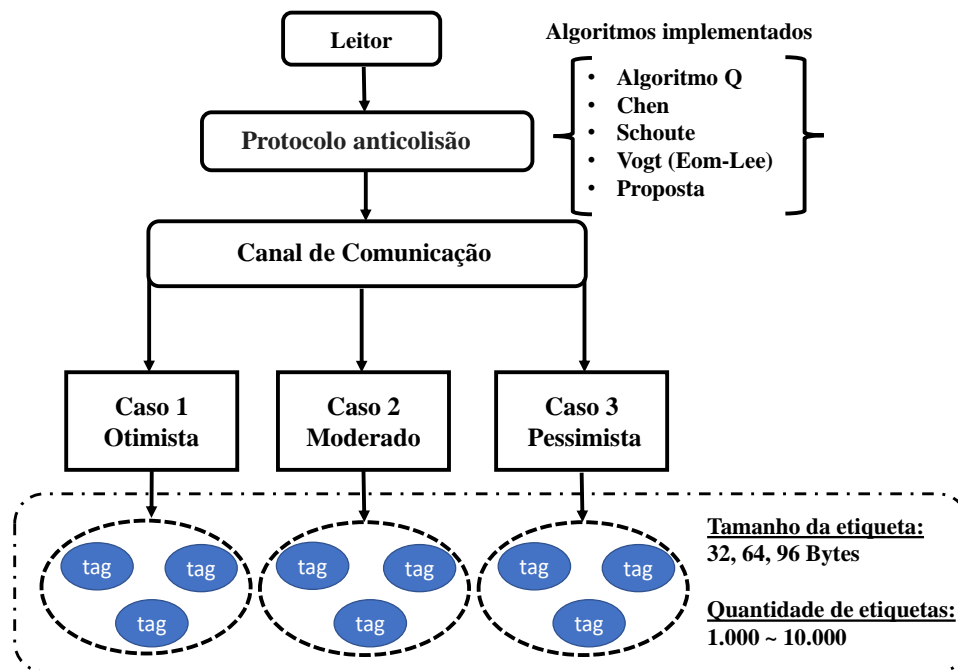 Leitor
Algoritmos implementados
• Algoritmo Q
• Chen
• Schoute
• Vogt (Eom-Lee)
• Proposta
Protocolo anticolisão
Canal de Comunicação
Caso 1
Otimista
Caso 2
Moderado
Caso 3
Pessimista
tag
tag
tag
tag
tag
tag
tag
tag
tag
Tamanho da etiqueta:
32, 64, 96 Bytes
Quantidade de etiquetas:
1.000 ~ 10.000